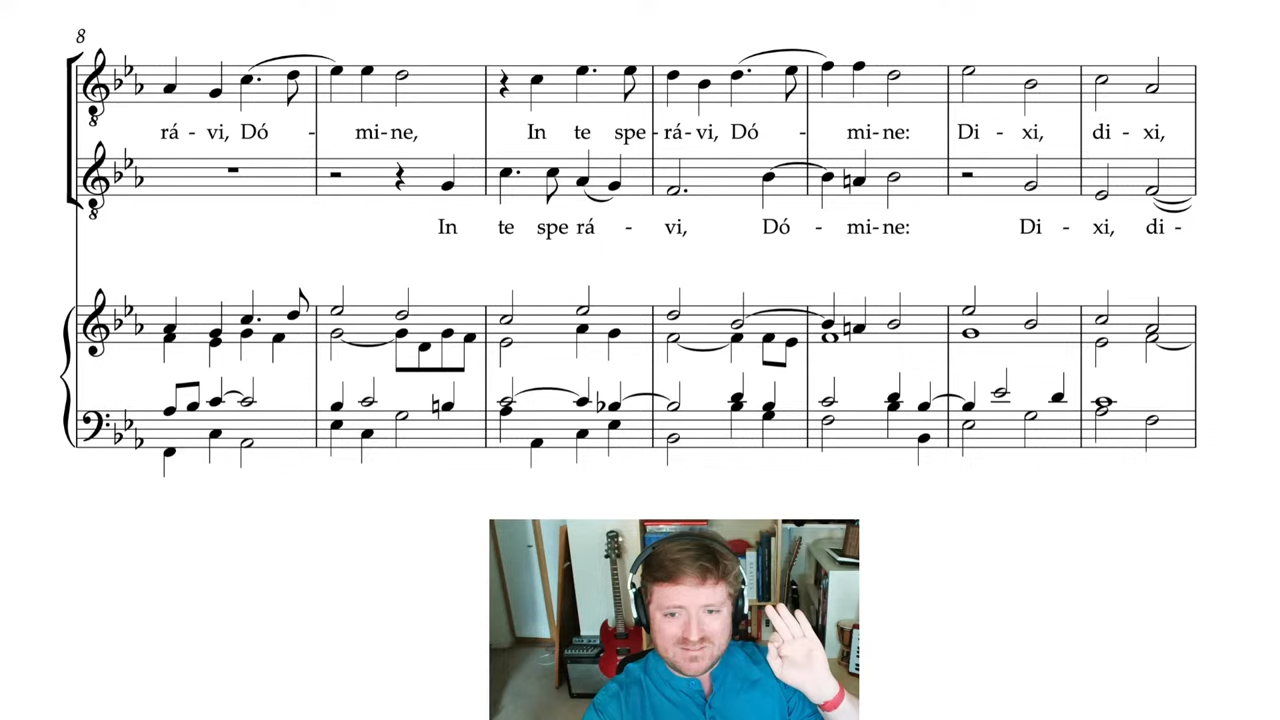 8
rá - vi, Dó - mi-ne, In te spe-rá-vi, Dó - mi-ne: Di - xi, di-xi,
In te spe rá - vi, Dó - mi-ne: Di - xi, di-